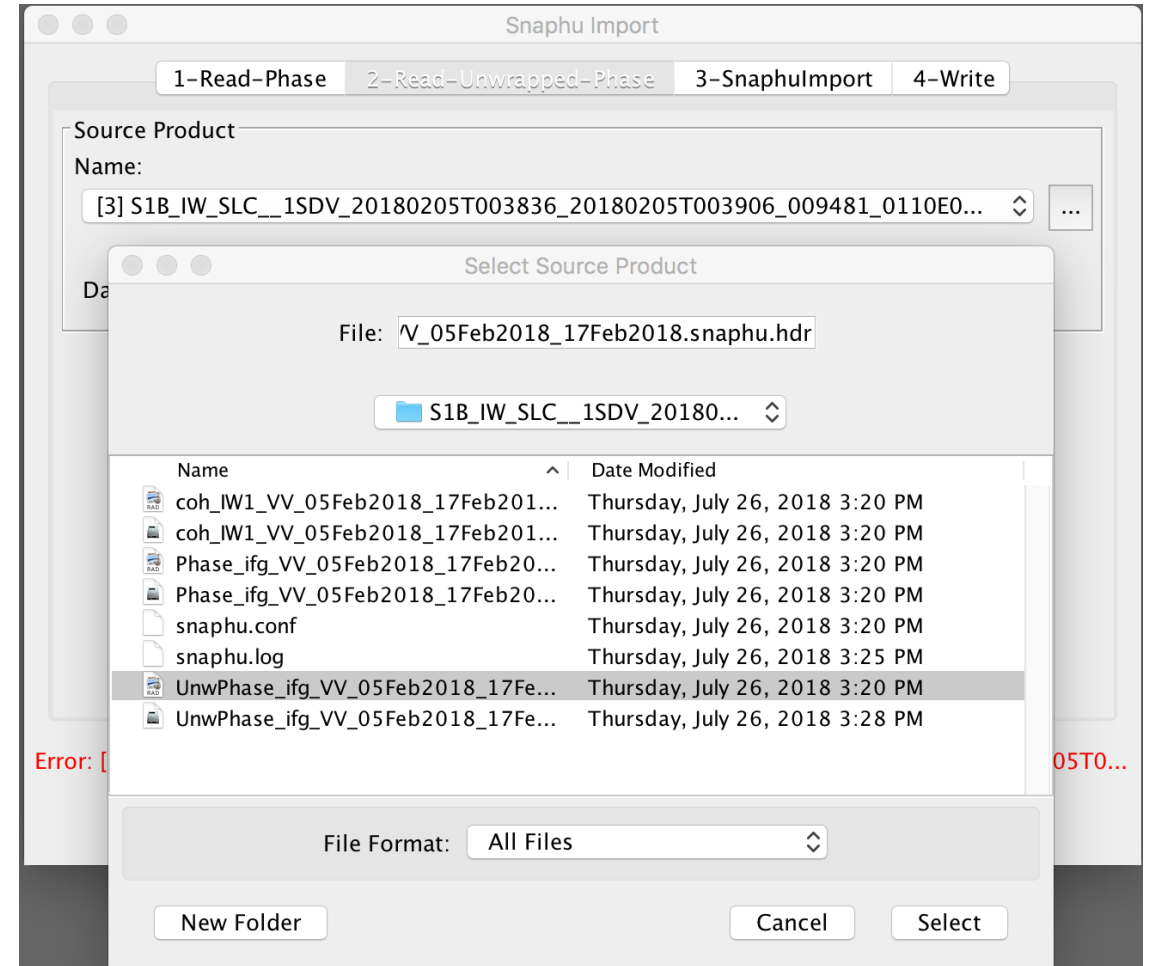 Snaphu Import
1-Read-Phase 2-Read-Unwrapped-Phase 3-SnaphuImport 4-Write
Source Product
Name:
[3] S1B_IW_SLC__1SDV_20180205T003836_20180205T003906_009481_0110E0... ...
Select Source Product
Da
File: VV_05Feb2018_17Feb2018.snaphu.hdr
S1B_IW_SLC__1SDV_20180...
Name Date Modified
coh_IW1_VV_05Feb2018_17Feb201... Thursday, July 26, 2018 3:20 PM
coh_IW1_VV_05Feb2018_17Feb201... Thursday, July 26, 2018 3:20 PM
Phase_ifg_VV_05Feb2018_17Feb20... Thursday, July 26, 2018 3:20 PM
Phase_ifg_VV_05Feb2018_17Feb20... Thursday, July 26, 2018 3:20 PM
snaphu.conf Thursday, July 26, 2018 3:20 PM
snaphu.log Thursday, July 26, 2018 3:25 PM
UnwPhase_ifg_VV_05Feb2018_17Fe... Thursday, July 26, 2018 3:20 PM
UnwPhase_ifg_VV_05Feb2018_17Fe... Thursday, July 26, 2018 3:28 PM
Error: [ 05T0...
File Format: All Files
New Folder Cancel Select